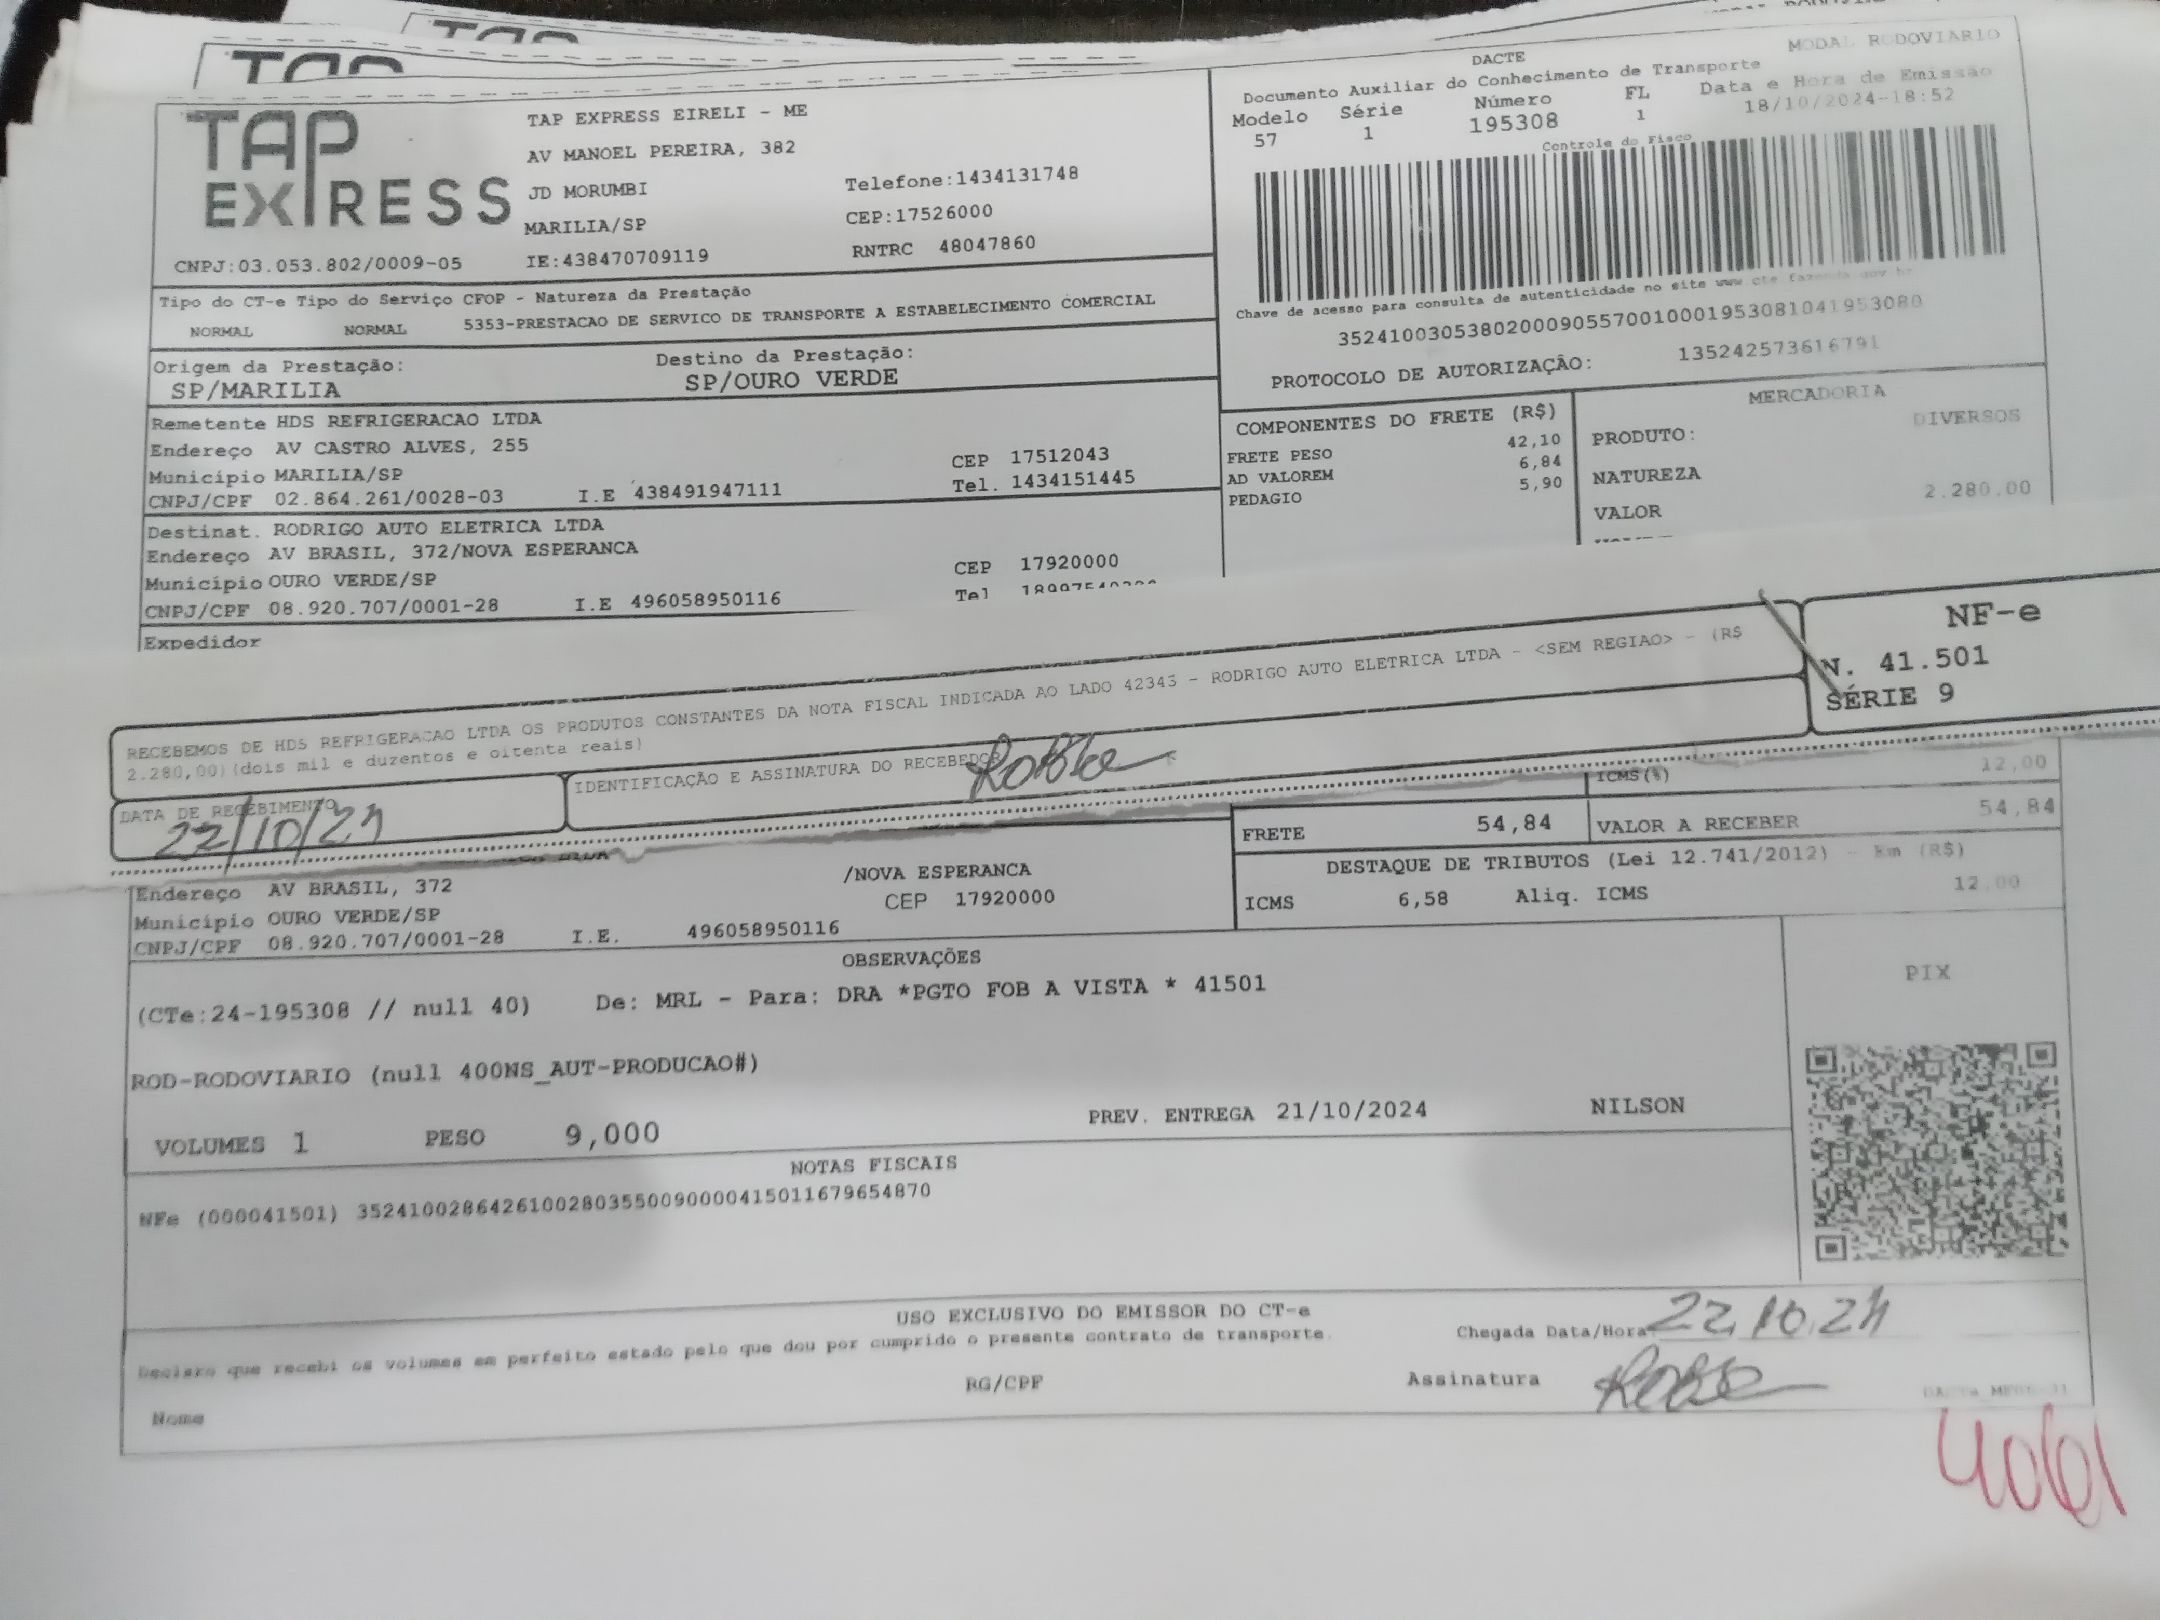 TAP
TAP
TAP EXPRESS
TAP EXPRESS EIRELI - ME
AV MANOEL PEREIRA, 382
JD MORUMBI
Telefone:1434131748
MARILIA/SP
CEP:17526000
CNPJ:03.053.802/0009-05
IE:438470709119
RNTRC 48047860
MODAL RODOVIARIO
DACTE
Documento Auxiliar do Conhecimento de Transporte
Modelo Série Número FL Data e Hora de Emissão
57 1 195308 1 18/10/2024-18:52
Controle do Fisco
Chave de acesso para consulta de autenticidade no site www.cte.fazenda.gov.br
35241003053802000905570010001953081041953080
PROTOCOLO DE AUTORIZAÇÃO: 135242573616791
Tipo do CT-e Tipo do Serviço CFOP - Natureza da Prestação
NORMAL NORMAL 5353-PRESTACAO DE SERVICO DE TRANSPORTE A ESTABELECIMENTO COMERCIAL
Origem da Prestação: Destino da Prestação:
SP/MARILIA SP/OURO VERDE
Remetente HDS REFRIGERACAO LTDA
Endereço AV CASTRO ALVES, 255
Município MARILIA/SP CEP 17512043
CNPJ/CPF 02.864.261/0028-03 I.E 438491947111 Tel. 1434151445
Destinat. RODRIGO AUTO ELETRICA LTDA
Endereço AV BRASIL, 372/NOVA ESPERANCA
Município OURO VERDE/SP CEP 17920000
CNPJ/CPF 08.920.707/0001-28 I.E 496058950116 Tel
Expedidor
COMPONENTES DO FRETE (R$)
FRETE PESO 42,10
AD VALOREM 6,84
PEDAGIO 5,90
MERCADORIA
PRODUTO: DIVERSOS
NATUREZA
VALOR 2.280,00
NF-e
N. 41.501
SÉRIE 9
RECEBEMOS DE HDS REFRIGERACAO LTDA OS PRODUTOS CONSTANTES DA NOTA FISCAL INDICADA AO LADO 42343 - RODRIGO AUTO ELETRICA LTDA - <SEM REGIAO> - (R$
2.280,00)(dois mil e duzentos e oitenta reais)
DATA DE RECEBIMENTO
22/10/24
IDENTIFICAÇÃO E ASSINATURA DO RECEBEDOR
ICMS(%) 12,00
FRETE 54,84 VALOR A RECEBER 54,84
DESTAQUE DE TRIBUTOS (Lei 12.741/2012) - Em (R$)
ICMS 6,58 Aliq. ICMS 12,00
Endereço AV BRASIL, 372 /NOVA ESPERANCA
Município OURO VERDE/SP CEP 17920000
CNPJ/CPF 08.920.707/0001-28 I.E. 496058950116
OBSERVAÇÕES
(CTe:24-195308 // null 40) De: MRL - Para: DRA *PGTO FOB A VISTA * 41501
PIX
ROD-RODOVIARIO (null 400NS_AUT-PRODUCAO#)
VOLUMES 1 PESO 9,000 PREV. ENTREGA 21/10/2024 NILSON
NOTAS FISCAIS
NFe (000041501) 35241002864261002803550090000415011679654870
USO EXCLUSIVO DO EMISSOR DO CT-e
Declaro que recebi os volumes em perfeito estado pelo que dou por cumprido o presente contrato de transporte.
Chegada Data/Hora 22.10.24
Nome RG/CPF Assinatura